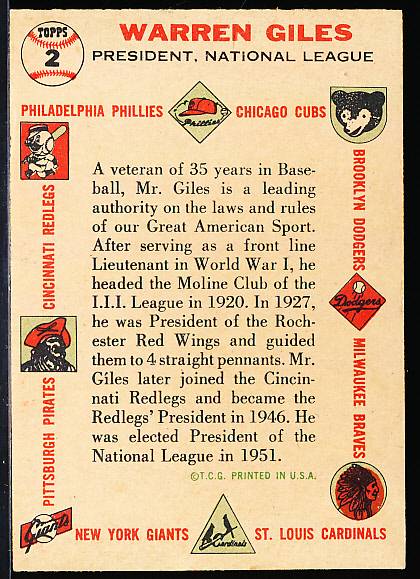 TOPPS
2
WARREN GILES
PRESIDENT, NATIONAL LEAGUE
PHILADELPHIA PHILLIES
Phillies
CHICAGO CUBS
CINCINNATI REDLEGS
BROOKLYN DODGERS
A veteran of 35 years in Base-
ball, Mr. Giles is a leading
authority on the laws and rules
of our Great American Sport.
After serving as a front line
Lieutenant in World War I, he
headed the Moline Club of the
I.I.I. League in 1920. In 1927,
he was President of the Roch-
ester Red Wings and guided
them to 4 straight pennants. Mr.
Giles later joined the Cincin-
nati Redlegs and became the
Redlegs' President in 1946. He
was elected President of the
National League in 1951.
©T.C.G. PRINTED IN U.S.A.
Dodgers
PITTSBURGH PIRATES
MILWAUKEE BRAVES
Giants
NEW YORK GIANTS
Cardinals
ST. LOUIS CARDINALS